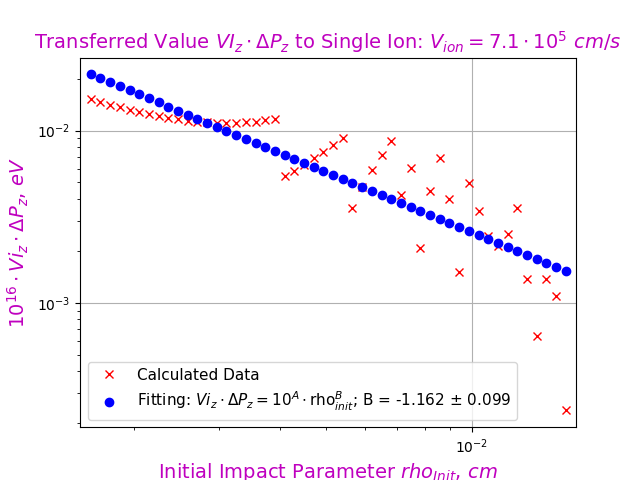 Transferred Value $VI_z \cdot \Delta P_z$ to Single Ion: $V_{ion} = 7.1 \cdot 10^5$ cm/s
$10^{16} \cdot Vi_z \cdot \Delta P_z$, eV
$10^{-2}$
$10^{-3}$
Calculated Data
Fitting: $Vi_z \cdot \Delta P_z = 10^A \cdot \text{rho}_{init}^B$; B = -1.162 ± 0.099
$10^{-2}$
Initial Impact Parameter $rho_{Init}$, cm